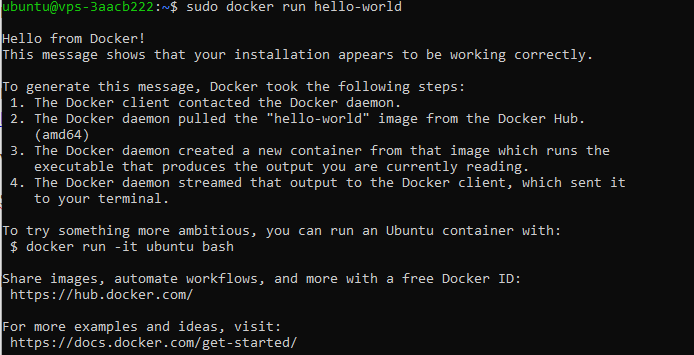 ubuntu@vps-3aacb222:~$ sudo docker run hello-world

Hello from Docker!
This message shows that your installation appears to be working correctly.

To generate this message, Docker took the following steps:
 1. The Docker client contacted the Docker daemon.
 2. The Docker daemon pulled the "hello-world" image from the Docker Hub.
    (amd64)
 3. The Docker daemon created a new container from that image which runs the
    executable that produces the output you are currently reading.
 4. The Docker daemon streamed that output to the Docker client, which sent it
    to your terminal.

To try something more ambitious, you can run an Ubuntu container with:
 $ docker run -it ubuntu bash

Share images, automate workflows, and more with a free Docker ID:
 https://hub.docker.com/

For more examples and ideas, visit:
 https://docs.docker.com/get-started/